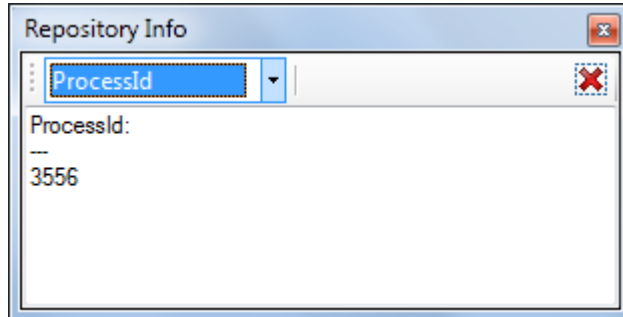 Repository Info
ProcessId
ProcessId:
---
3556